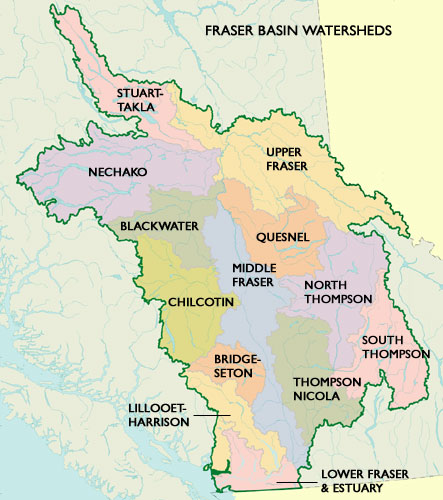 FRASER BASIN WATERSHEDS
STUART-
TAKLA
UPPER
FRASER
NECHAKO
BLACKWATER
QUESNEL
MIDDLE
FRASER
NORTH
THOMPSON
CHILCOTIN
SOUTH
THOMPSON
BRIDGE-
SETON
THOMPSON
NICOLA
LILLOOET-
HARRISON
LOWER FRASER
& ESTUARY